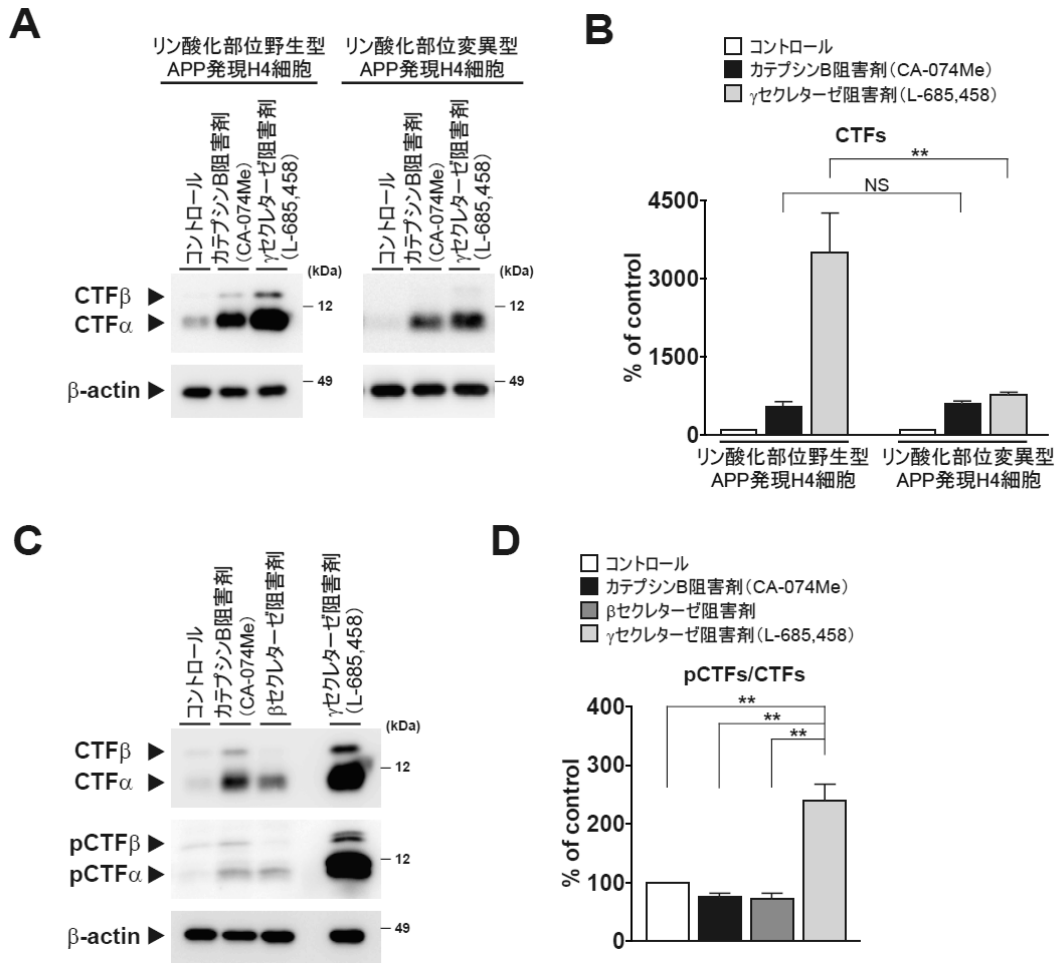 A
リン酸化部位野生型
APP発現H4細胞
リン酸化部位変異型
APP発現H4細胞
コントロール
カテプシンB阻害剤
(CA-074Me)
γセクレターゼ阻害剤
(L-685,458)
コントロール
カテプシンB阻害剤
(CA-074Me)
γセクレターゼ阻害剤
(L-685,458)
(kDa)
(kDa)
CTFβ
CTFα
12
12
β-actin
49
49
B
コントロール
カテプシンB阻害剤(CA-074Me)
γセクレターゼ阻害剤(L-685,458)
CTFs
**
NS
% of control
4500
3000
1500
0
リン酸化部位野生型
APP発現H4細胞
リン酸化部位変異型
APP発現H4細胞
C
コントロール
カテプシンB阻害剤
(CA-074Me)
βセクレターゼ阻害剤
γセクレターゼ阻害剤
(L-685,458)
(kDa)
CTFβ
CTFα
12
pCTFβ
pCTFα
12
β-actin
49
D
コントロール
カテプシンB阻害剤(CA-074Me)
βセクレターゼ阻害剤
γセクレターゼ阻害剤(L-685,458)
pCTFs/CTFs
**
**
**
% of control
400
300
200
100
0